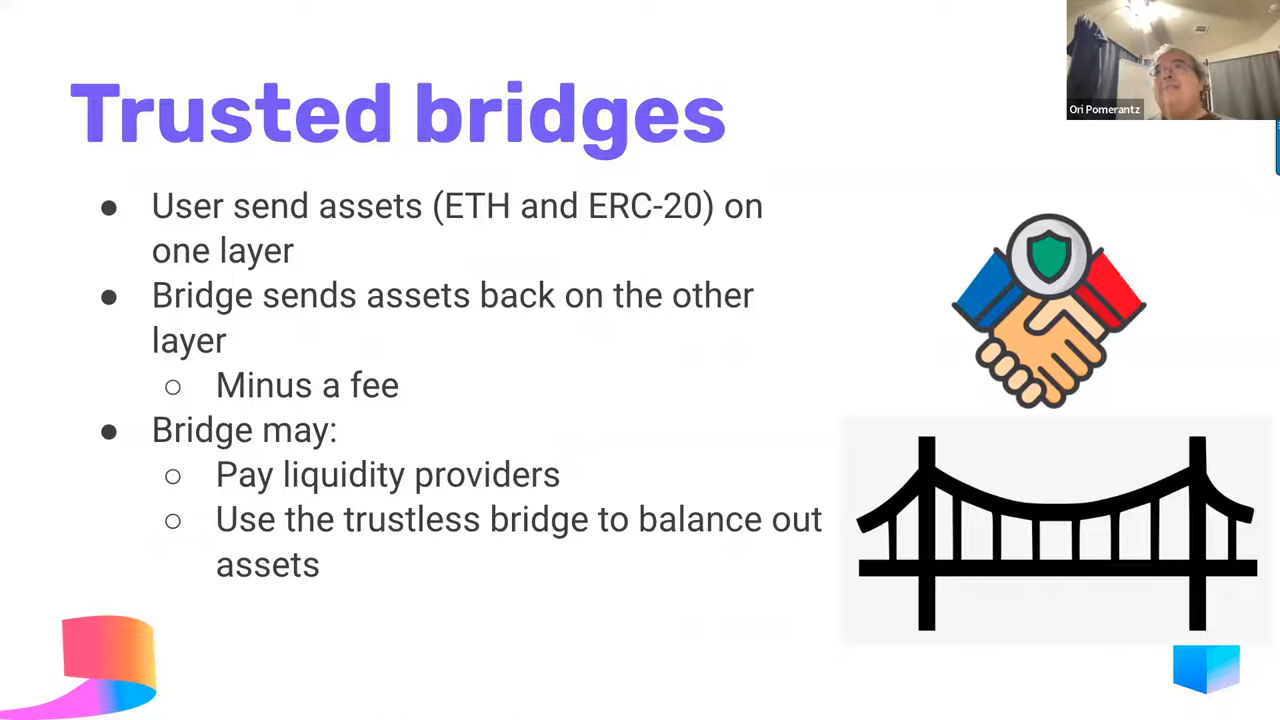 Trusted bridges
Ori Pomerantz
● User send assets (ETH and ERC-20) on
one layer
● Bridge sends assets back on the other
layer
○ Minus a fee
● Bridge may:
○ Pay liquidity providers
○ Use the trustless bridge to balance out
assets